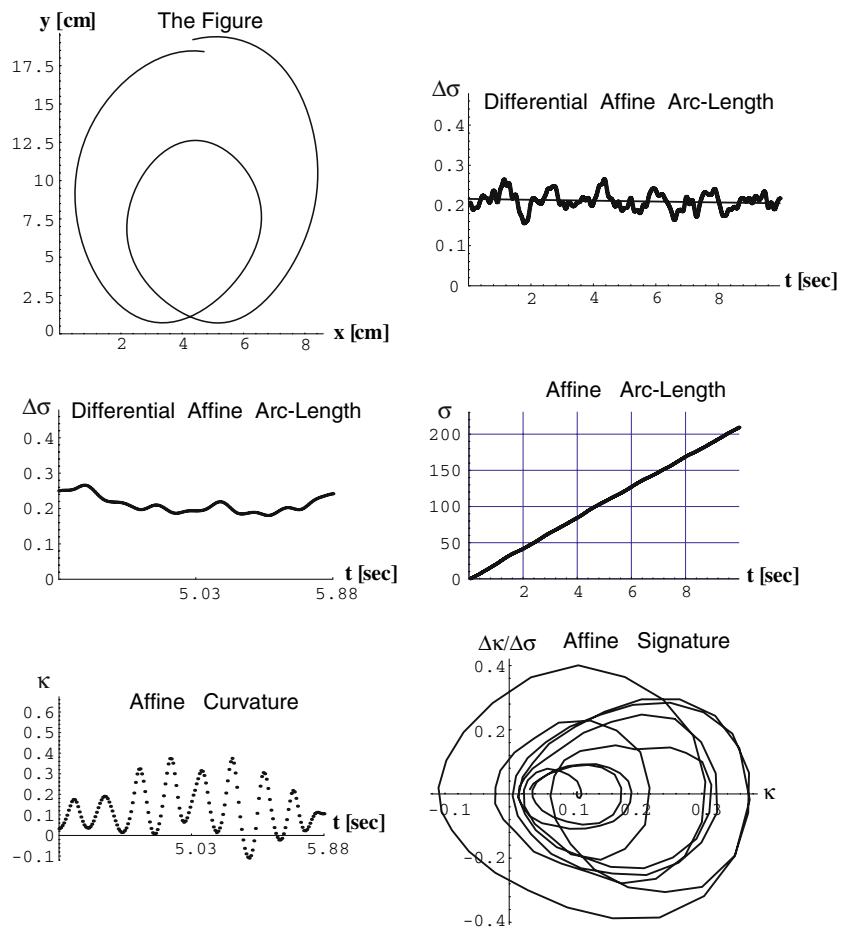 y [cm]
The Figure
17.5
15
12.5
10
7.5
5
2.5
0
2 4 6 8
x [cm]
Δσ
Differential Affine Arc-Length
0.4
0.3
0.2
0.1
0
2 4 6 8
t [sec]
Δσ
Differential Affine Arc-Length
0.4
0.3
0.2
0.1
0
5.03 5.88
t [sec]
Affine Arc-Length
σ
200
150
100
50
0
2 4 6 8
t [sec]
κ
Affine Curvature
0.6
0.5
0.4
0.3
0.2
0.1
0
-0.1
5.03 5.88
t [sec]
Δκ/Δσ Affine Signature
0.4
0.2
-0.1 0.1 0.2 0.3
κ
-0.2
-0.4